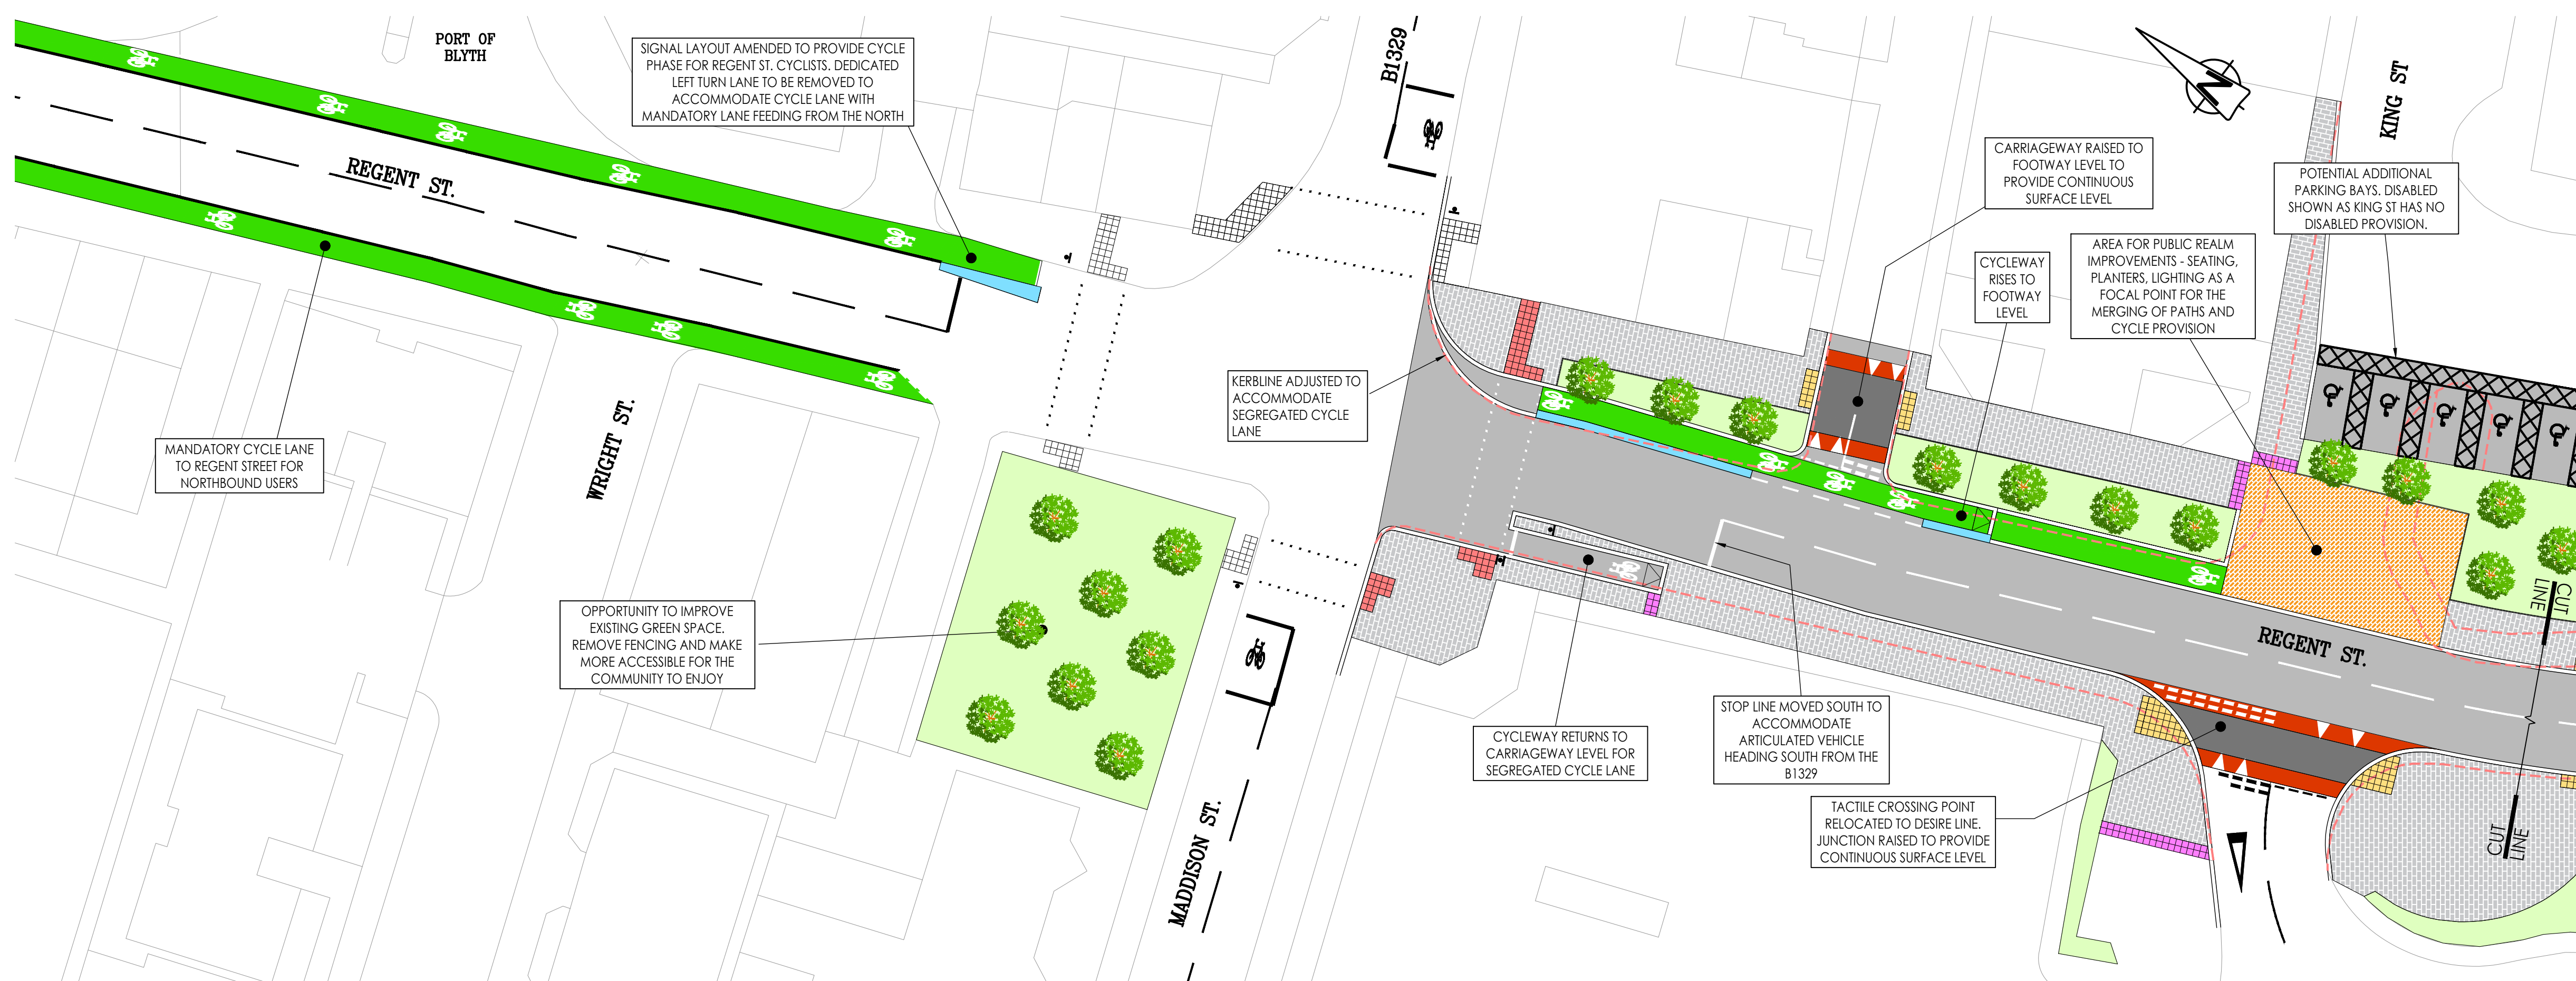 PORT OF
BLYTH
SIGNAL LAYOUT AMENDED TO PROVIDE CYCLE
PHASE FOR REGENT ST. CYCLISTS. DEDICATED
LEFT TURN LANE TO BE REMOVED TO
ACCOMMODATE CYCLE LANE WITH
MANDATORY LANE FEEDING FROM THE NORTH
B1329
N
KING ST
CARRIAGEWAY RAISED TO
FOOTWAY LEVEL TO
PROVIDE CONTINUOUS
SURFACE LEVEL
POTENTIAL ADDITIONAL
PARKING BAYS. DISABLED
SHOWN AS KING ST HAS NO
DISABLED PROVISION.
REGENT ST.
CYCLEWAY
RISES TO
FOOTWAY
LEVEL
AREA FOR PUBLIC REALM
IMPROVEMENTS - SEATING,
PLANTERS, LIGHTING AS A
FOCAL POINT FOR THE
MERGING OF PATHS AND
CYCLE PROVISION
KERBLINE ADJUSTED TO
ACCOMMODATE
SEGREGATED CYCLE
LANE
MANDATORY CYCLE LANE
TO REGENT STREET FOR
NORTHBOUND USERS
WRIGHT ST.
OPPORTUNITY TO IMPROVE
EXISTING GREEN SPACE.
REMOVE FENCING AND MAKE
MORE ACCESSIBLE FOR THE
COMMUNITY TO ENJOY
CUT
LINE
REGENT ST.
CYCLEWAY RETURNS TO
CARRIAGEWAY LEVEL FOR
SEGREGATED CYCLE LANE
STOP LINE MOVED SOUTH TO
ACCOMMODATE
ARTICULATED VEHICLE
HEADING SOUTH FROM THE
B1329
MADDISON ST.
TACTILE CROSSING POINT
RELOCATED TO DESIRE LINE.
JUNCTION RAISED TO PROVIDE
CONTINUOUS SURFACE LEVEL
CUT
LINE